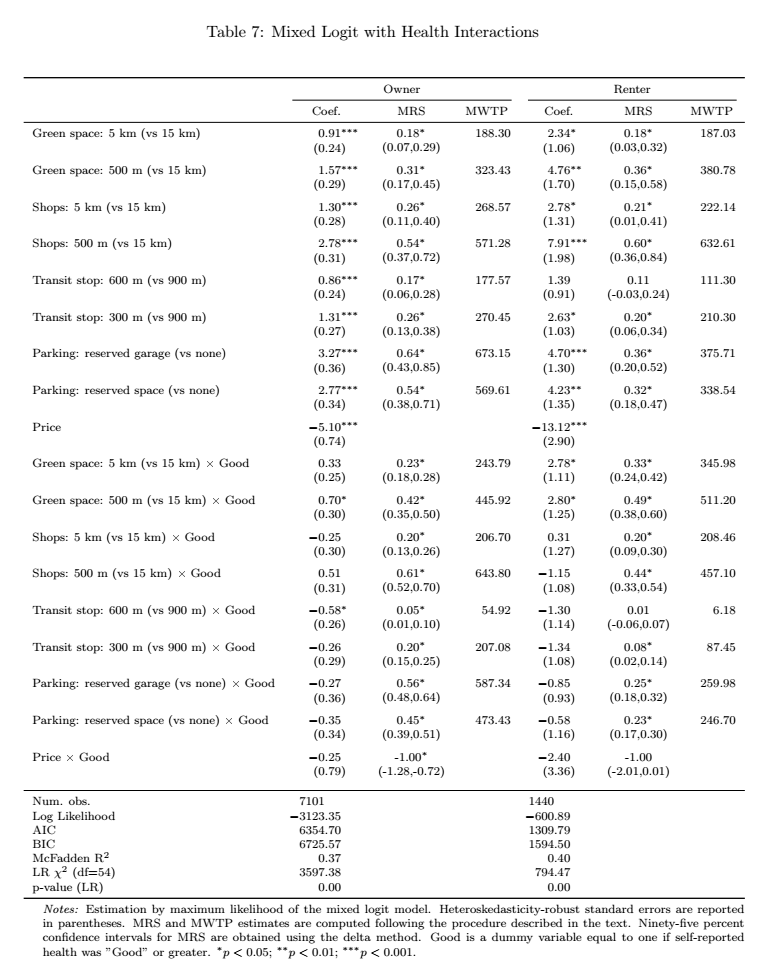 Table 7: Mixed Logit with Health Interactions
Owner Renter
Coef. MRS MWTP Coef. MRS MWTP
Green space: 5 km (vs 15 km) 0.91*** 0.18* 188.30 2.34* 0.18* 187.03
(0.24) (0.07,0.29) (1.06) (0.03,0.32)
Green space: 500 m (vs 15 km) 1.57*** 0.31* 323.43 4.76** 0.36* 380.78
(0.29) (0.17,0.45) (1.70) (0.15,0.58)
Shops: 5 km (vs 15 km) 1.30*** 0.26* 268.57 2.78* 0.21* 222.14
(0.28) (0.11,0.40) (1.31) (0.01,0.41)
Shops: 500 m (vs 15 km) 2.78*** 0.54* 571.28 7.91*** 0.60* 632.61
(0.31) (0.37,0.72) (1.98) (0.36,0.84)
Transit stop: 600 m (vs 900 m) 0.86*** 0.17* 177.57 1.39 0.11 111.30
(0.24) (0.06,0.28) (0.91) (-0.03,0.24)
Transit stop: 300 m (vs 900 m) 1.31*** 0.26* 270.45 2.63* 0.20* 210.30
(0.27) (0.13,0.38) (1.03) (0.06,0.34)
Parking: reserved garage (vs none) 3.27*** 0.64* 673.15 4.70*** 0.36* 375.71
(0.36) (0.43,0.85) (1.30) (0.20,0.52)
Parking: reserved space (vs none) 2.77*** 0.54* 569.61 4.23** 0.32* 338.54
(0.34) (0.38,0.71) (1.35) (0.18,0.47)
Price −5.10*** −13.12***
(0.74) (2.90)
Green space: 5 km (vs 15 km) × Good 0.33 0.23* 243.79 2.78* 0.33* 345.98
(0.25) (0.18,0.28) (1.11) (0.24,0.42)
Green space: 500 m (vs 15 km) × Good 0.70* 0.42* 445.92 2.80* 0.49* 511.20
(0.30) (0.35,0.50) (1.25) (0.38,0.60)
Shops: 5 km (vs 15 km) × Good −0.25 0.20* 206.70 0.31 0.20* 208.46
(0.30) (0.13,0.26) (1.27) (0.09,0.30)
Shops: 500 m (vs 15 km) × Good 0.51 0.61* 643.80 −1.15 0.44* 457.10
(0.31) (0.52,0.70) (1.08) (0.33,0.54)
Transit stop: 600 m (vs 900 m) × Good −0.58* 0.05* 54.92 −1.30 0.01 6.18
(0.26) (0.01,0.10) (1.14) (-0.06,0.07)
Transit stop: 300 m (vs 900 m) × Good −0.26 0.20* 207.08 −1.34 0.08* 87.45
(0.29) (0.15,0.25) (1.08) (0.02,0.14)
Parking: reserved garage (vs none) × Good −0.27 0.56* 587.34 −0.85 0.25* 259.98
(0.36) (0.48,0.64) (0.93) (0.18,0.32)
Parking: reserved space (vs none) × Good −0.35 0.45* 473.43 −0.58 0.23* 246.70
(0.34) (0.39,0.51) (1.16) (0.17,0.30)
Price × Good −0.25 -1.00* −2.40 -1.00
(0.79) (-1.28,-0.72) (3.36) (-2.01,0.01)
Num. obs. 7101 1440
Log Likelihood −3123.35 −600.89
AIC 6354.70 1309.79
BIC 6725.57 1594.50
McFadden R² 0.37 0.40
LR χ² (df=54) 3597.38 794.47
p-value (LR) 0.00 0.00
Notes: Estimation by maximum likelihood of the mixed logit model. Heteroskedasticity-robust standard errors are reported
in parentheses. MRS and MWTP estimates are computed following the procedure described in the text. Ninety-five percent
confidence intervals for MRS are obtained using the delta method. Good is a dummy variable equal to one if self-reported
health was "Good" or greater. *p < 0.05; **p < 0.01; ***p < 0.001.